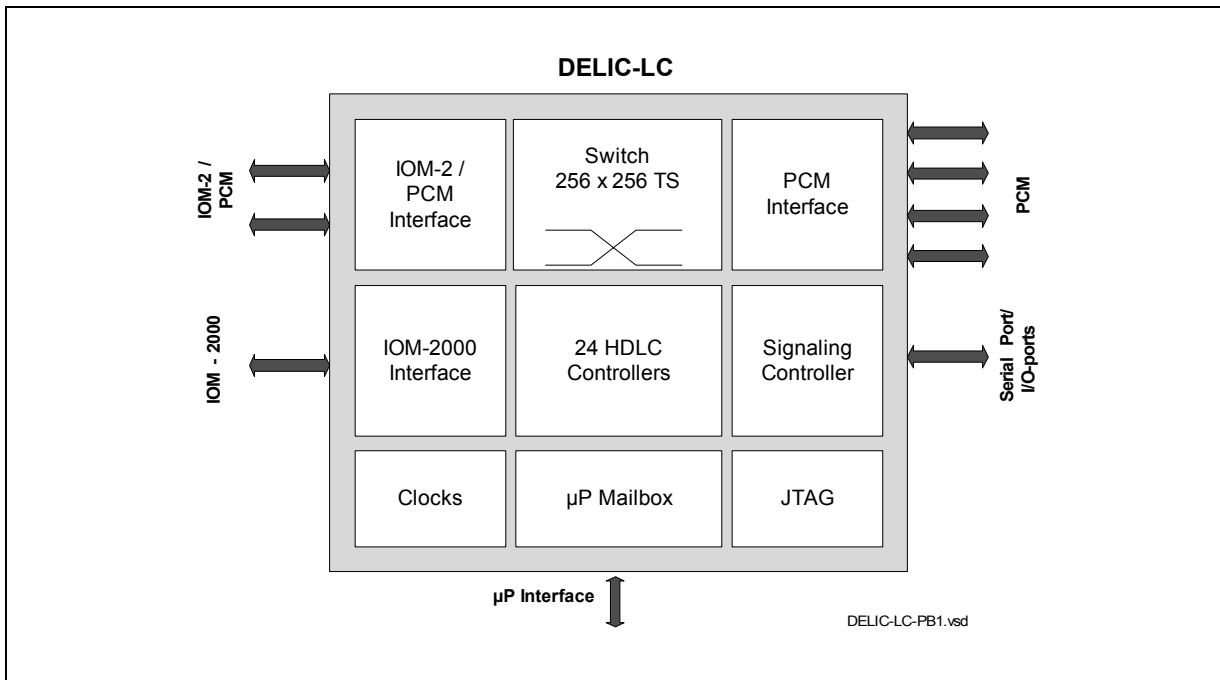 DELIC-LC
IOM-2 /
PCM
IOM-2 /
PCM
Interface
Switch
256 x 256 TS
PCM
Interface
PCM
IOM - 2000
IOM-2000
Interface
24 HDLC
Controllers
Signaling
Controller
Serial Port/
I/O-ports
Clocks
µP Mailbox
JTAG
µP Interface
DELIC-LC-PB1.vsd